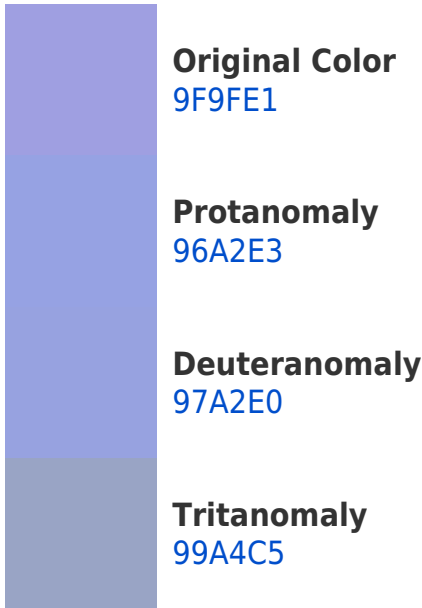 Original Color
9F9FE1
Protanomaly
96A2E3
Deuteranomaly
97A2E0
Tritanomaly
99A4C5